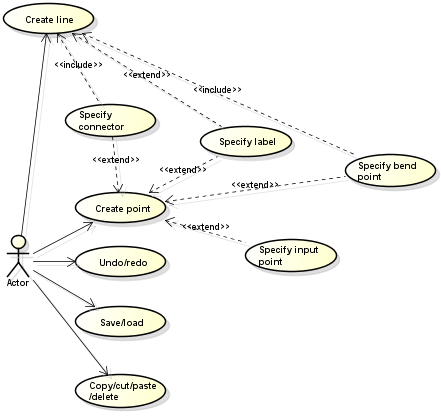 Create line
<<include>>
<<extend>>
<<include>>
Specify
connector
Specify label
<<extend>>
<<extend>>
Specify bend
point
<<extend>>
Create point
<<extend>>
Specify input
point
Actor
Undo/redo
Save/load
Copy/cut/paste
/delete